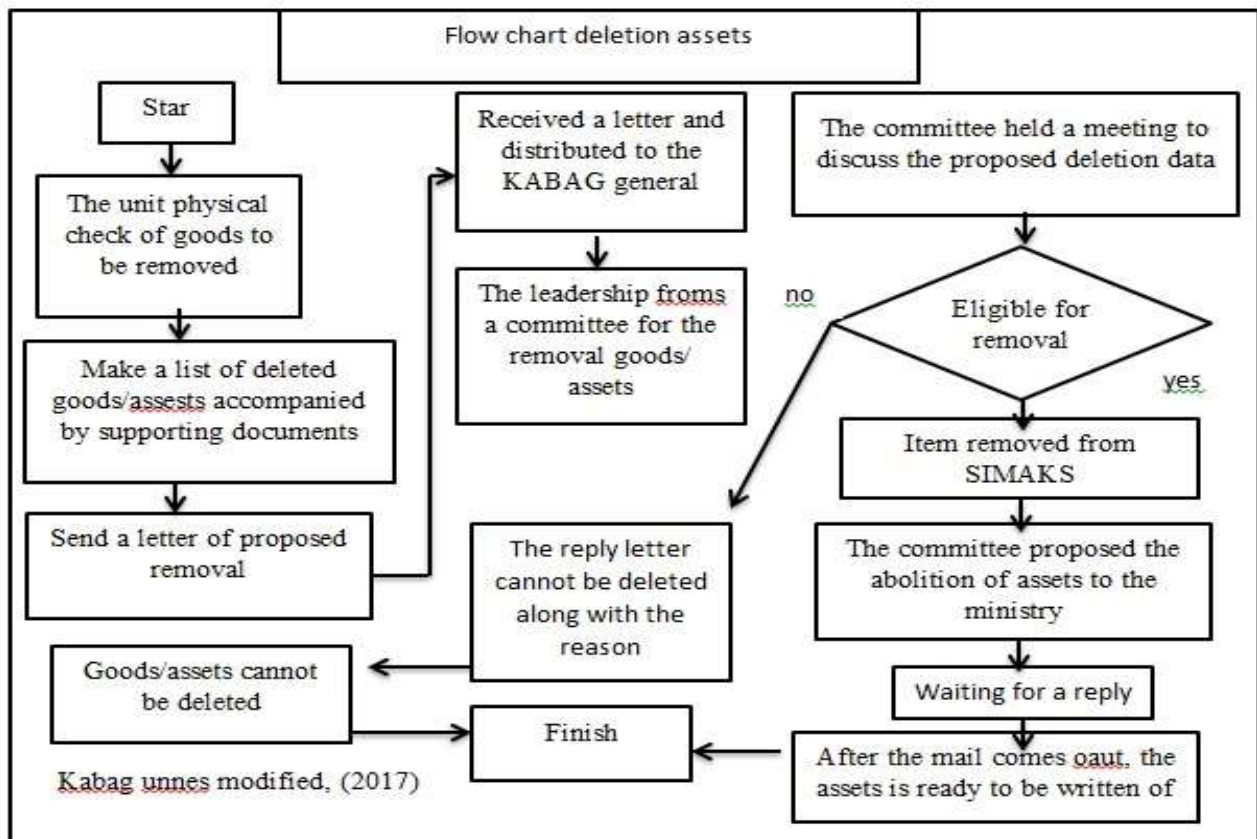 Flow chart deletion assets
Star
The unit physical
check of goods to
be removed
Make a list of deleted
goods/assests accompanied
by supporting documents
Send a letter of proposed
removal
Received a letter and
distributed to the
KABAG general
The leadership froms
a committee for the
removal goods/
assets
The committee held a meeting to
discuss the proposed deletion data
Eligible for
removal
no
yes
Item removed from
SIMAKS
The committee proposed the
abolition of assets to the
ministry
Waiting for a reply
After the mail comes oaut, the
assets is ready to be written of
The reply letter
cannot be deleted
along with the
reason
Goods/assets cannot
be deleted
Finish
Kabag unnes modified, (2017)